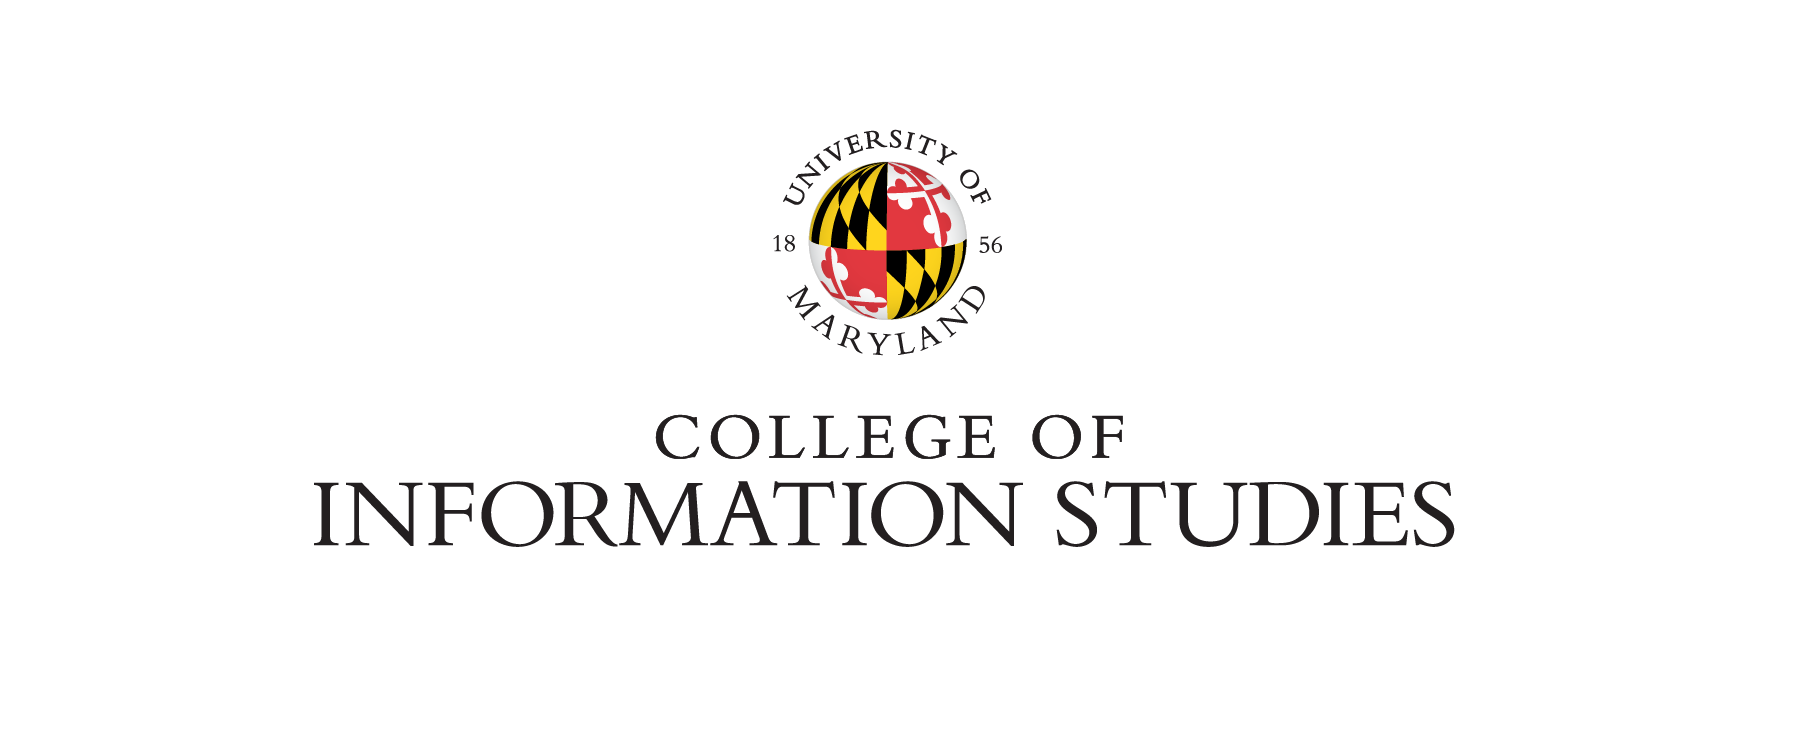 UNIVERSITY OF
18 56
MARYLAND
COLLEGE OF
INFORMATION STUDIES